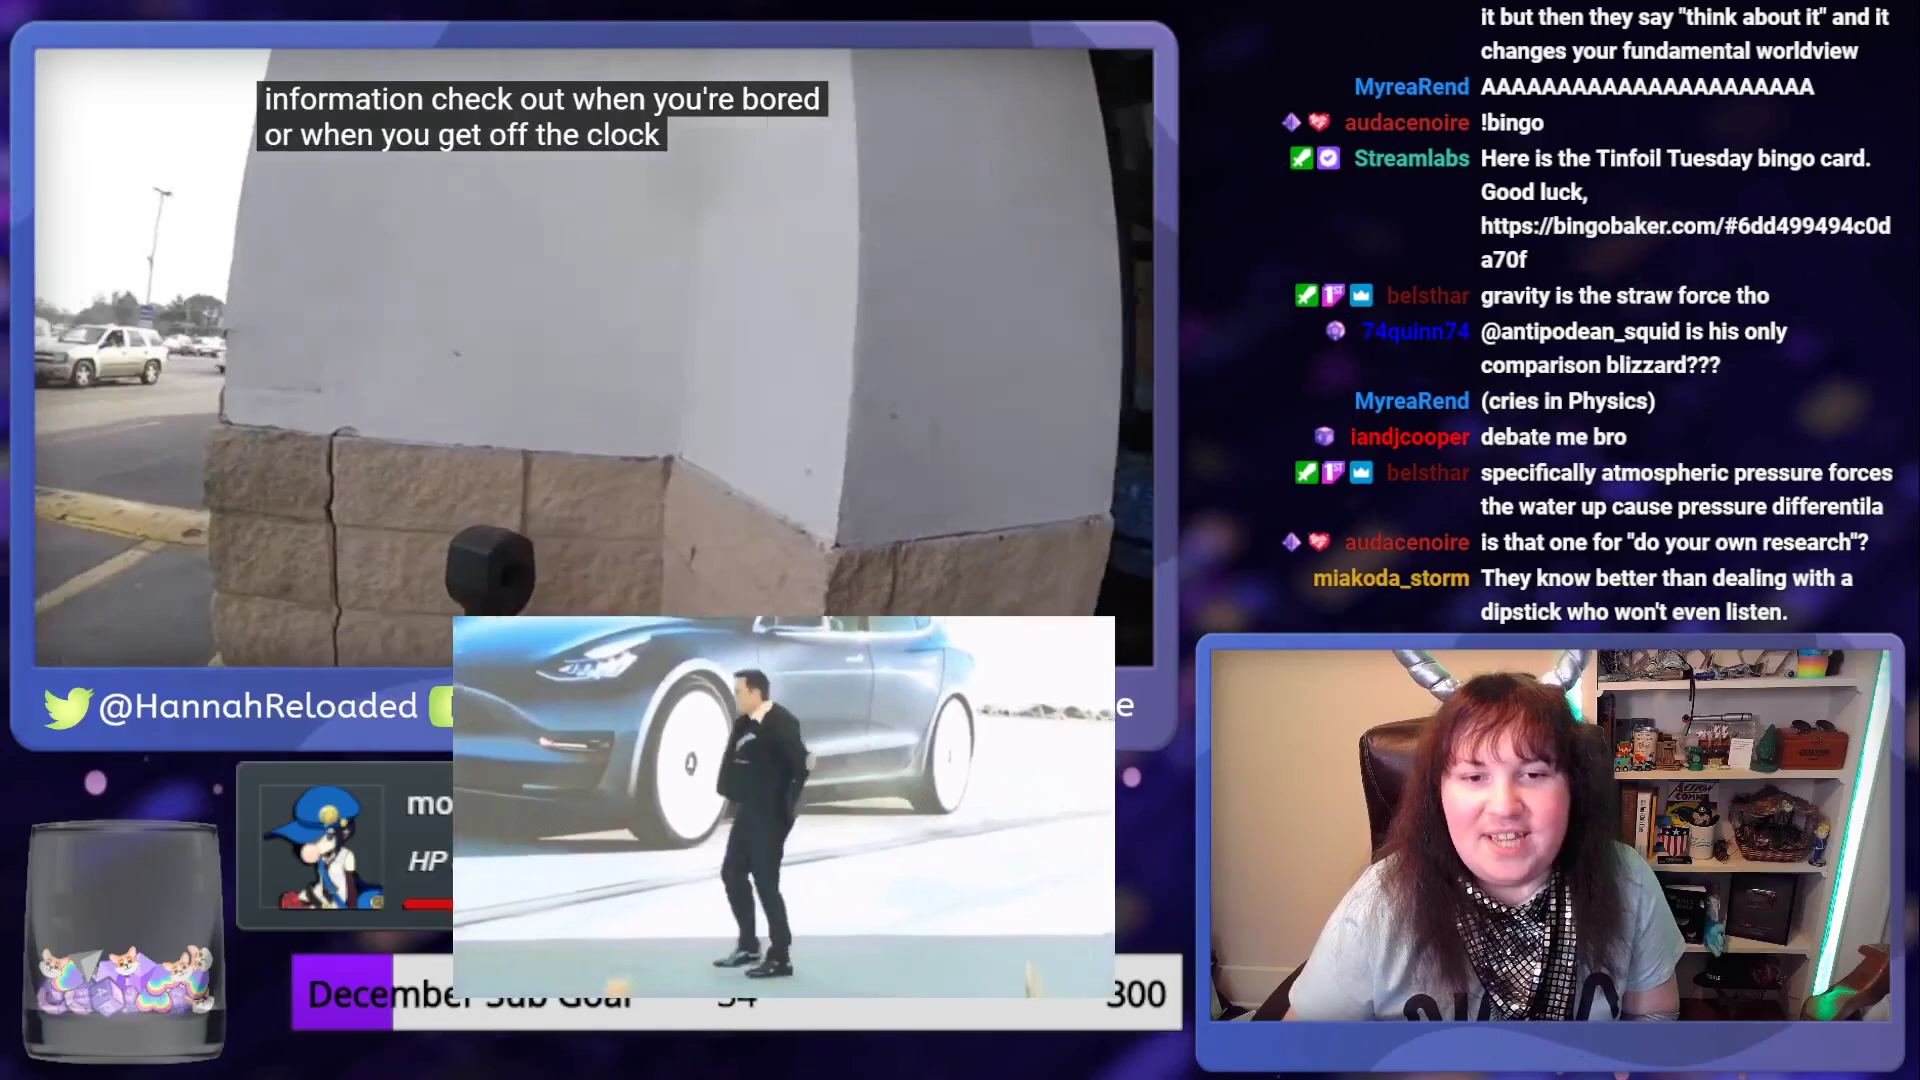 information check out when you're bored
or when you get off the clock
@HannahReloaded
e
mo
HP
December Sub Goal 54 300
it but then they say "think about it" and it
changes your fundamental worldview
MyreaRend AAAAAAAAAAAAAAAAAAAAAA
audacenoire !bingo
Streamlabs Here is the Tinfoil Tuesday bingo card.
Good luck,
https://bingobaker.com/#6dd499494c0d
a70f
belsthar gravity is the straw force tho
74quinn74 @antipodean_squid is his only
comparison blizzard???
MyreaRend (cries in Physics)
iandjcooper debate me bro
belsthar specifically atmospheric pressure forces
the water up cause pressure differentila
audacenoire is that one for "do your own research"?
miakoda_storm They know better than dealing with a
dipstick who won't even listen.